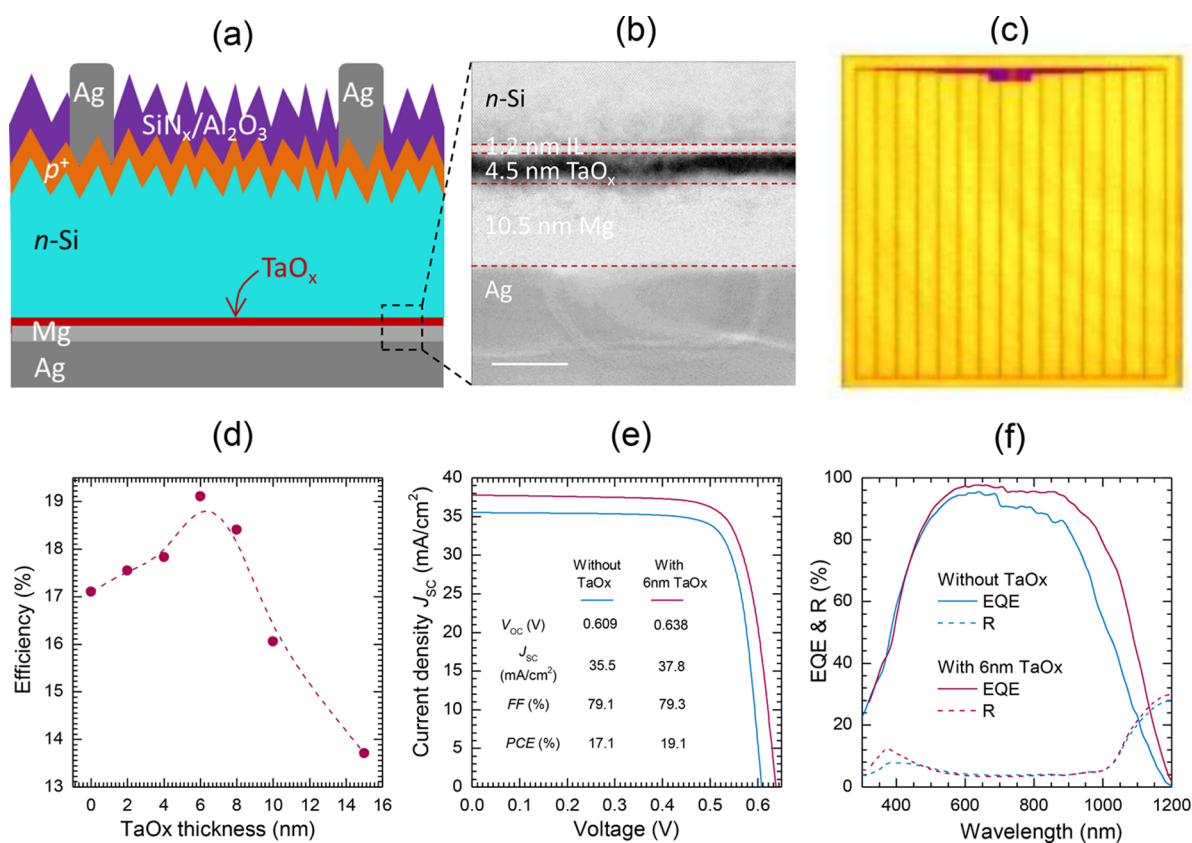 (a)
Ag
Ag
SiNx/Al2O3
p+
n-Si
TaOx
Mg
Ag
(b)
n-Si
1.2 nm IL
4.5 nm TaOx
10.5 nm Mg
Ag
(c)
(d)
Efficiency (%)
19
18
17
16
15
14
13
0 2 4 6 8 10 12 14 16
TaOx thickness (nm)
(e)
Current density JSC (mA/cm2)
40
35
30
25
20
15
10
5
0
Without TaOx
With 6nm TaOx
VOC (V) 0.609 0.638
JSC (mA/cm2) 35.5 37.8
FF (%) 79.1 79.3
PCE (%) 17.1 19.1
0.0 0.1 0.2 0.3 0.4 0.5 0.6
Voltage (V)
(f)
EQE & R (%)
100
80
60
40
20
0
Without TaOx
EQE
R
With 6nm TaOx
EQE
R
400 600 800 1000 1200
Wavelength (nm)